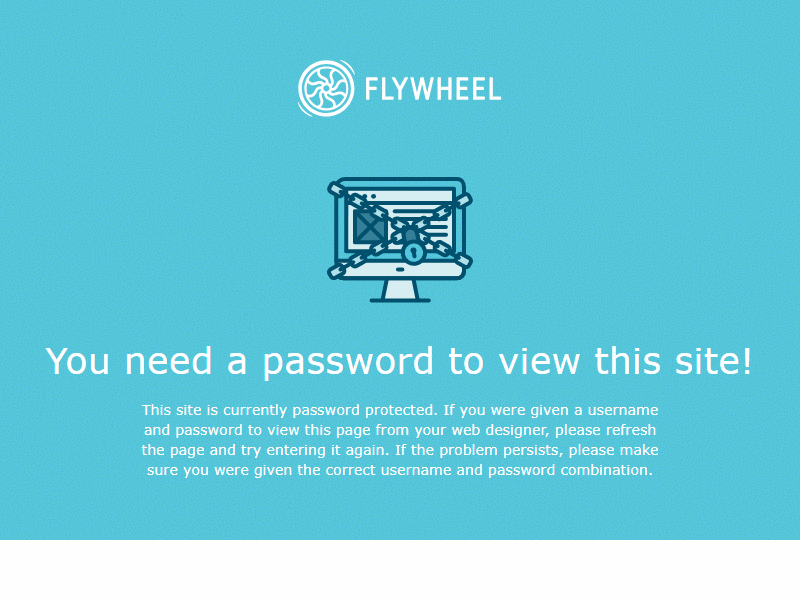 FLYWHEEL
You need a password to view this site!
This site is currently password protected. If you were given a username
and password to view this page from your web designer, please refresh
the page and try entering it again. If the problem persists, please make
sure you were given the correct username and password combination.